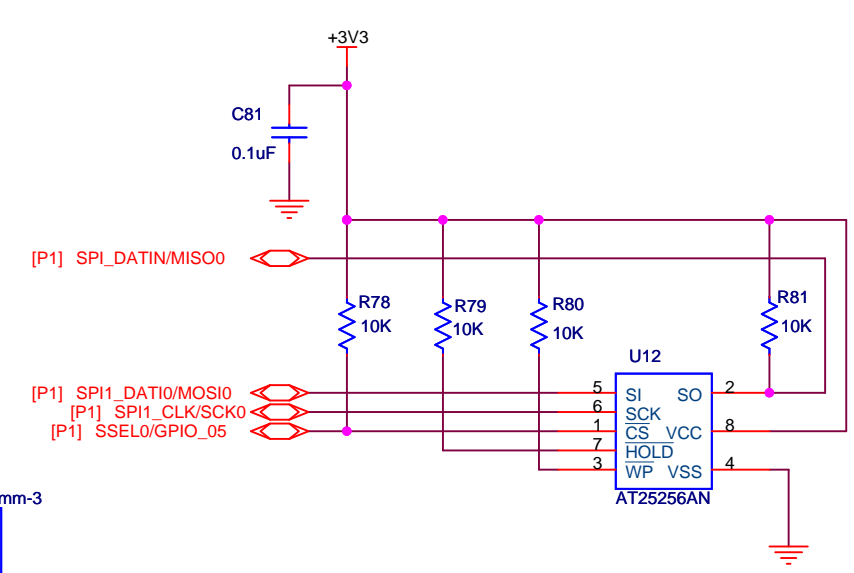 +3V3
C81
0.1uF
[P1] SPI_DATIN/MISO0
R78
10K
R79
10K
R80
10K
R81
10K
U12
[P1] SPI1_DATI0/MOSI0
[P1] SPI1_CLK/SCK0
[P1] SSEL0/GPIO_05
5 SI SO 2
6 SCK
1 CS VCC 8
7 HOLD
3 WP VSS 4
AT25256AN
mm-3